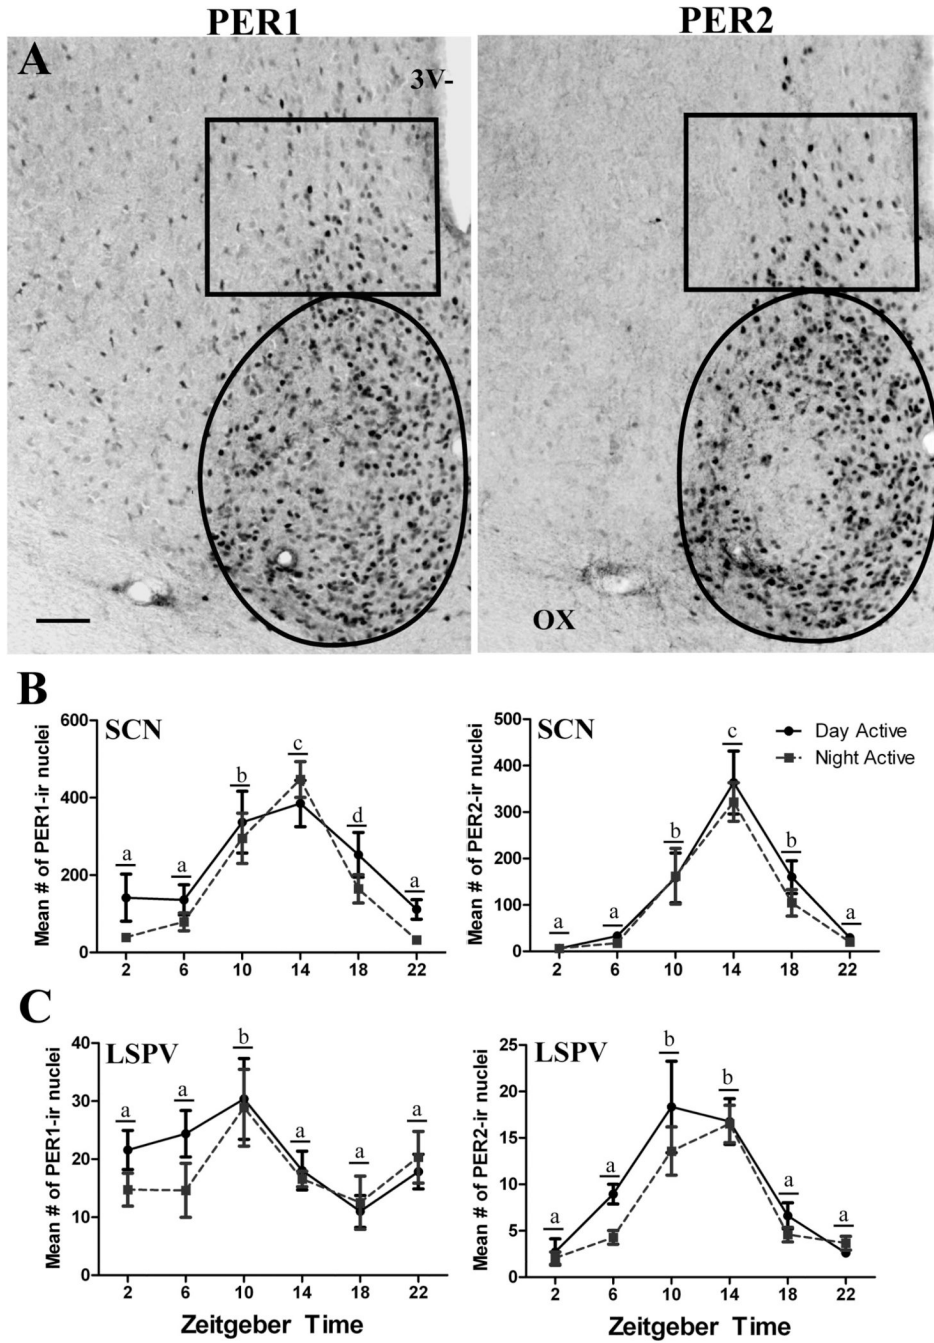 PER1 PER2
A
3V-
OX
B
SCN
Mean # of PER1-ir nuclei
600
400
200
0
a
a
b
c
d
a
2 6 10 14 18 22
SCN
Mean # of PER2-ir nuclei
500
400
300
200
100
0
a
a
b
c
b
a
2 6 10 14 18 22
Day Active
Night Active
C
LSPV
Mean # of PER1-ir nuclei
40
30
20
10
0
a
a
b
a
a
a
2 6 10 14 18 22
Zeitgeber Time
LSPV
Mean # of PER2-ir nuclei
25
20
15
10
5
0
a
a
b
b
a
a
2 6 10 14 18 22
Zeitgeber Time